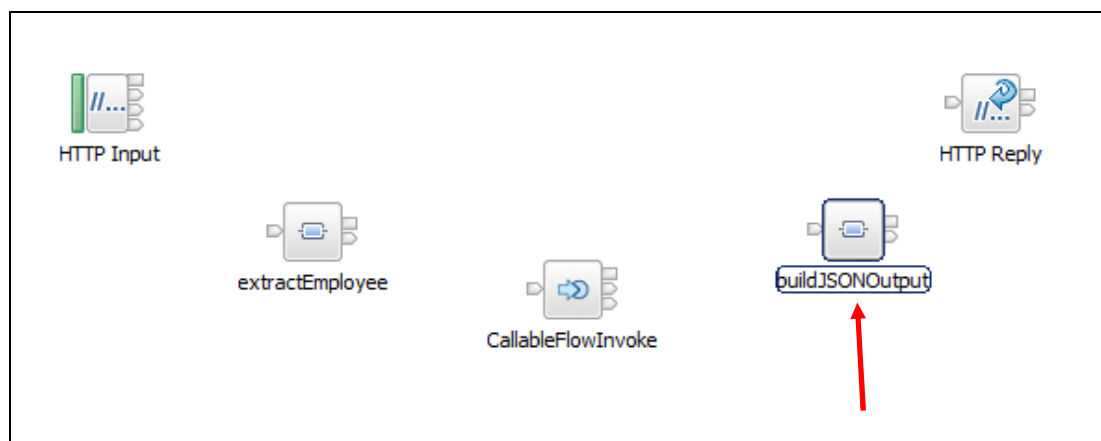 //...
HTTP Input
//...
HTTP Reply
extractEmployee
buildJSONOutput
CallableFlowInvoke